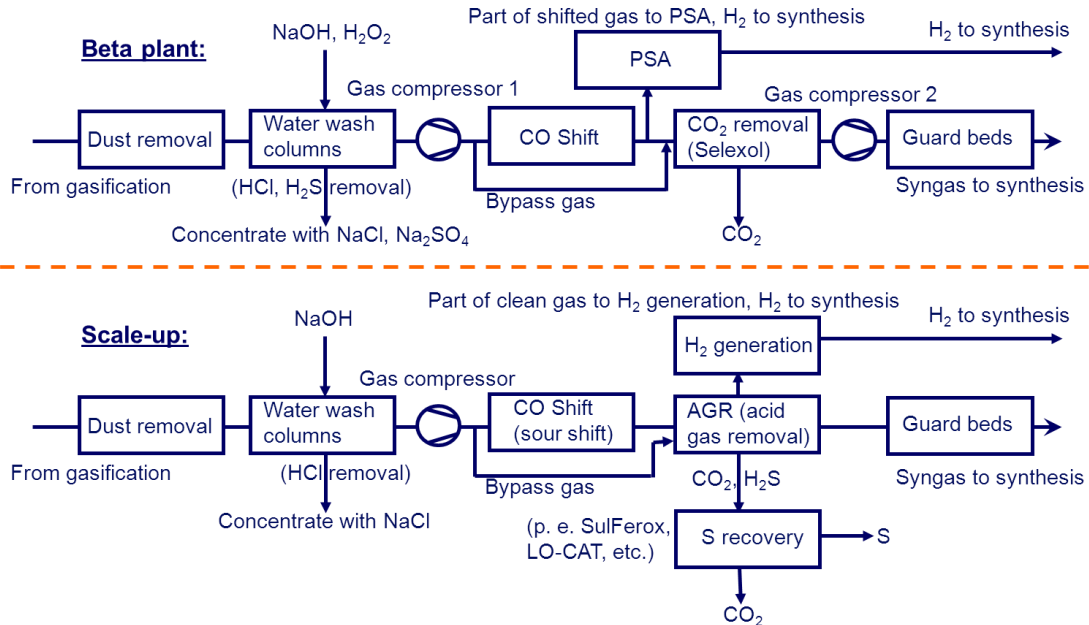 Part of shifted gas to PSA, H₂ to synthesis
NaOH, H₂O₂
H₂ to synthesis
Beta plant:
PSA
Gas compressor 1
Gas compressor 2
Dust removal
Water wash
columns
CO Shift
CO₂ removal
(Selexol)
Guard beds
From gasification
(HCl, H₂S removal)
Bypass gas
Syngas to synthesis
Concentrate with NaCl, Na₂SO₄
CO₂
Part of clean gas to H₂ generation, H₂ to synthesis
NaOH
H₂ to synthesis
Scale-up:
H₂ generation
Gas compressor
Dust removal
Water wash
columns
CO Shift
(sour shift)
AGR (acid
gas removal)
Guard beds
From gasification
(HCl removal)
Bypass gas
CO₂, H₂S
Syngas to synthesis
Concentrate with NaCl
(p. e. SulFerox,
LO-CAT, etc.)
S recovery
S
CO₂